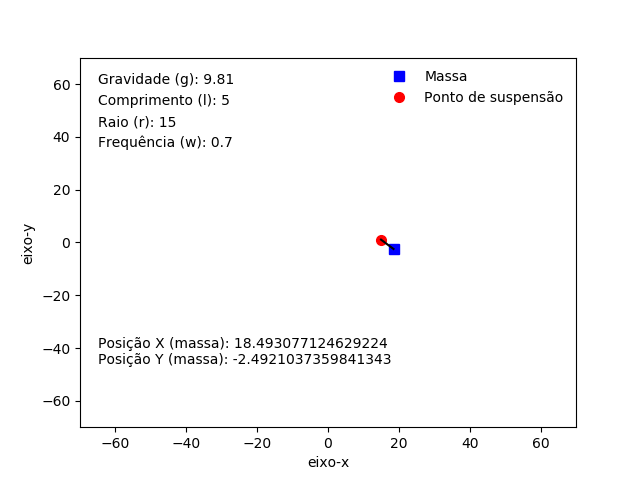 Gravidade (g): 9.81
Comprimento (l): 5
Raio (r): 15
Frequência (w): 0.7
Massa
Ponto de suspensão
60
40
20
0
−20
−40
−60
eixo-y
Posição X (massa): 18.493077124629224
Posição Y (massa): -2.4921037359841343
−60
−40
−20
0
20
40
60
eixo-x